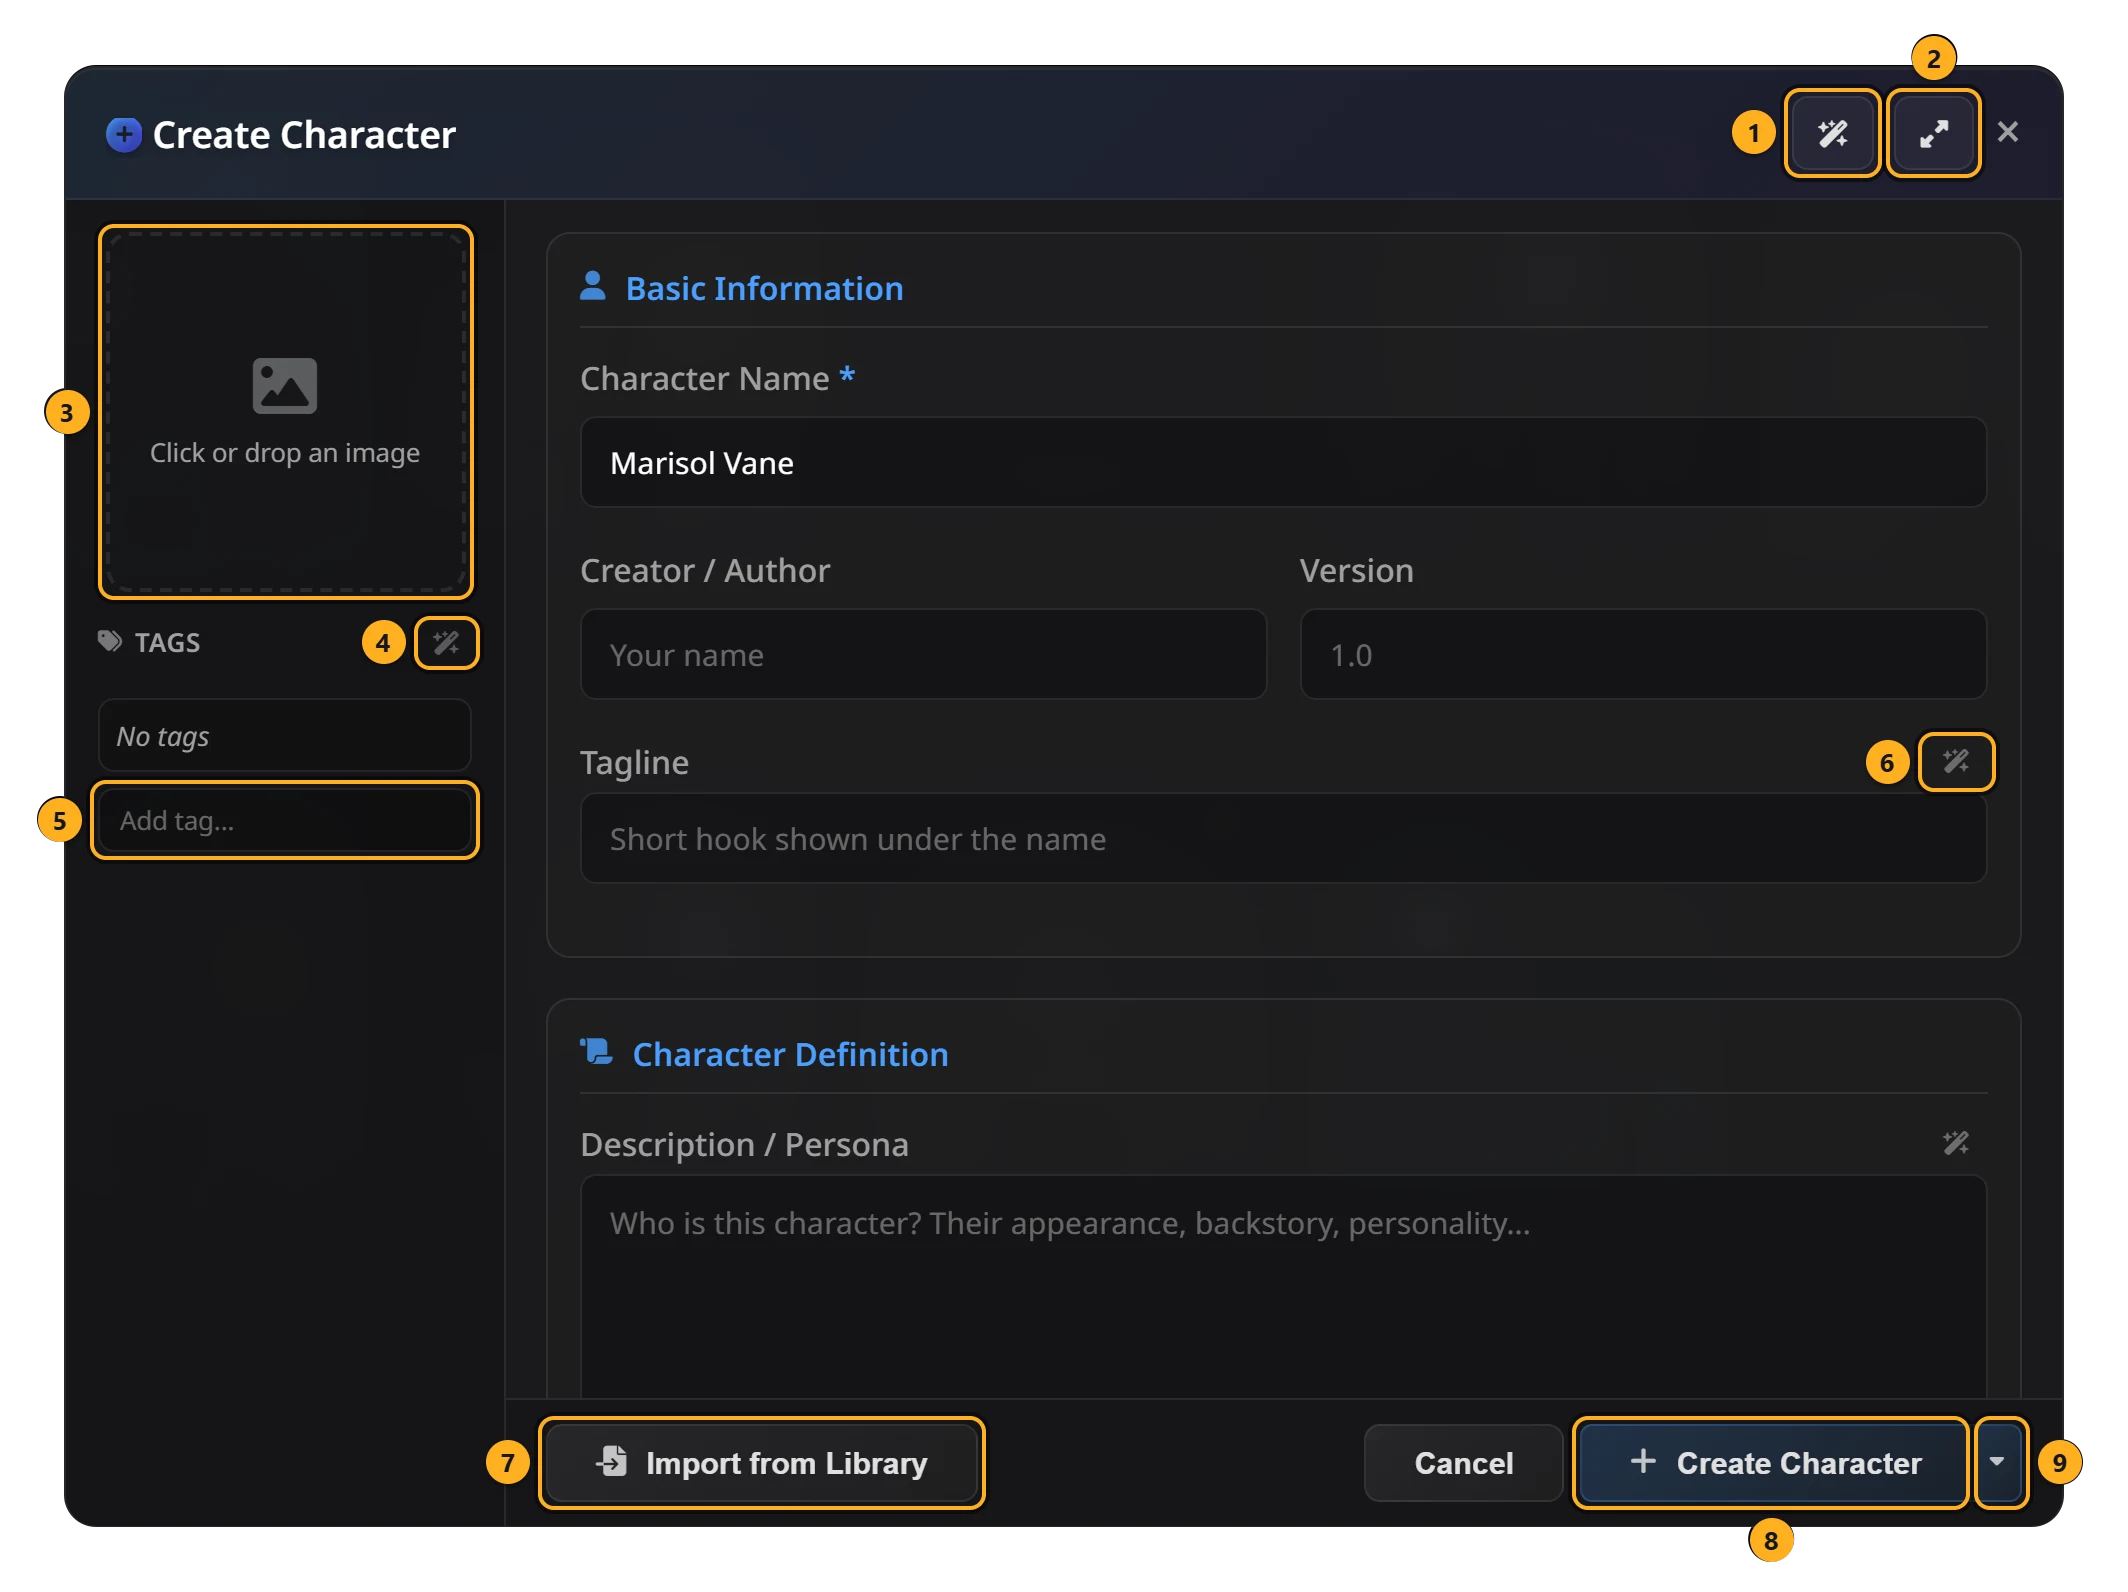 2
Create Character
1
Basic Information
Character Name *
Marisol Vane
3
Click or drop an image
Creator / Author
Version
Your name
1.0
TAGS
4
No tags
Tagline
6
5
Add tag...
Short hook shown under the name
Character Definition
Description / Persona
Who is this character? Their appearance, backstory, personality...
7
Import from Library
Cancel
Create Character
9
8